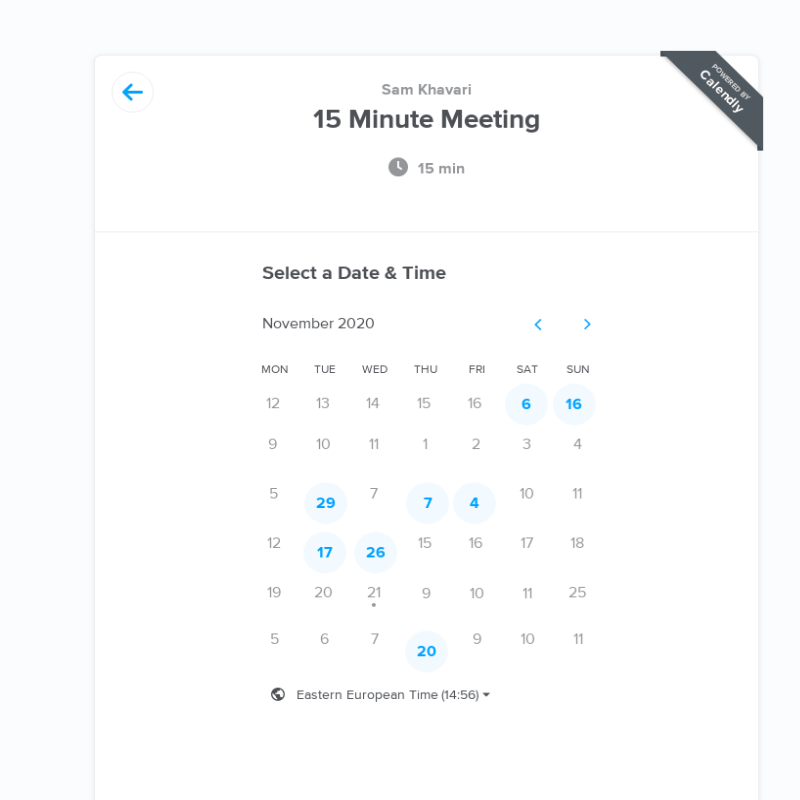 Sam Khavari
15 Minute Meeting
15 min
POWERED BY
Calendly
Select a Date & Time
November 2020
MON TUE WED THU FRI SAT SUN
12 13 14 15 16 6 16
9 10 11 1 2 3 4
5 29 7 7 4 10 11
12 17 26 15 16 17 18
19 20 21 9 10 11 25
5 6 7 20 9 10 11
Eastern European Time (14:56)